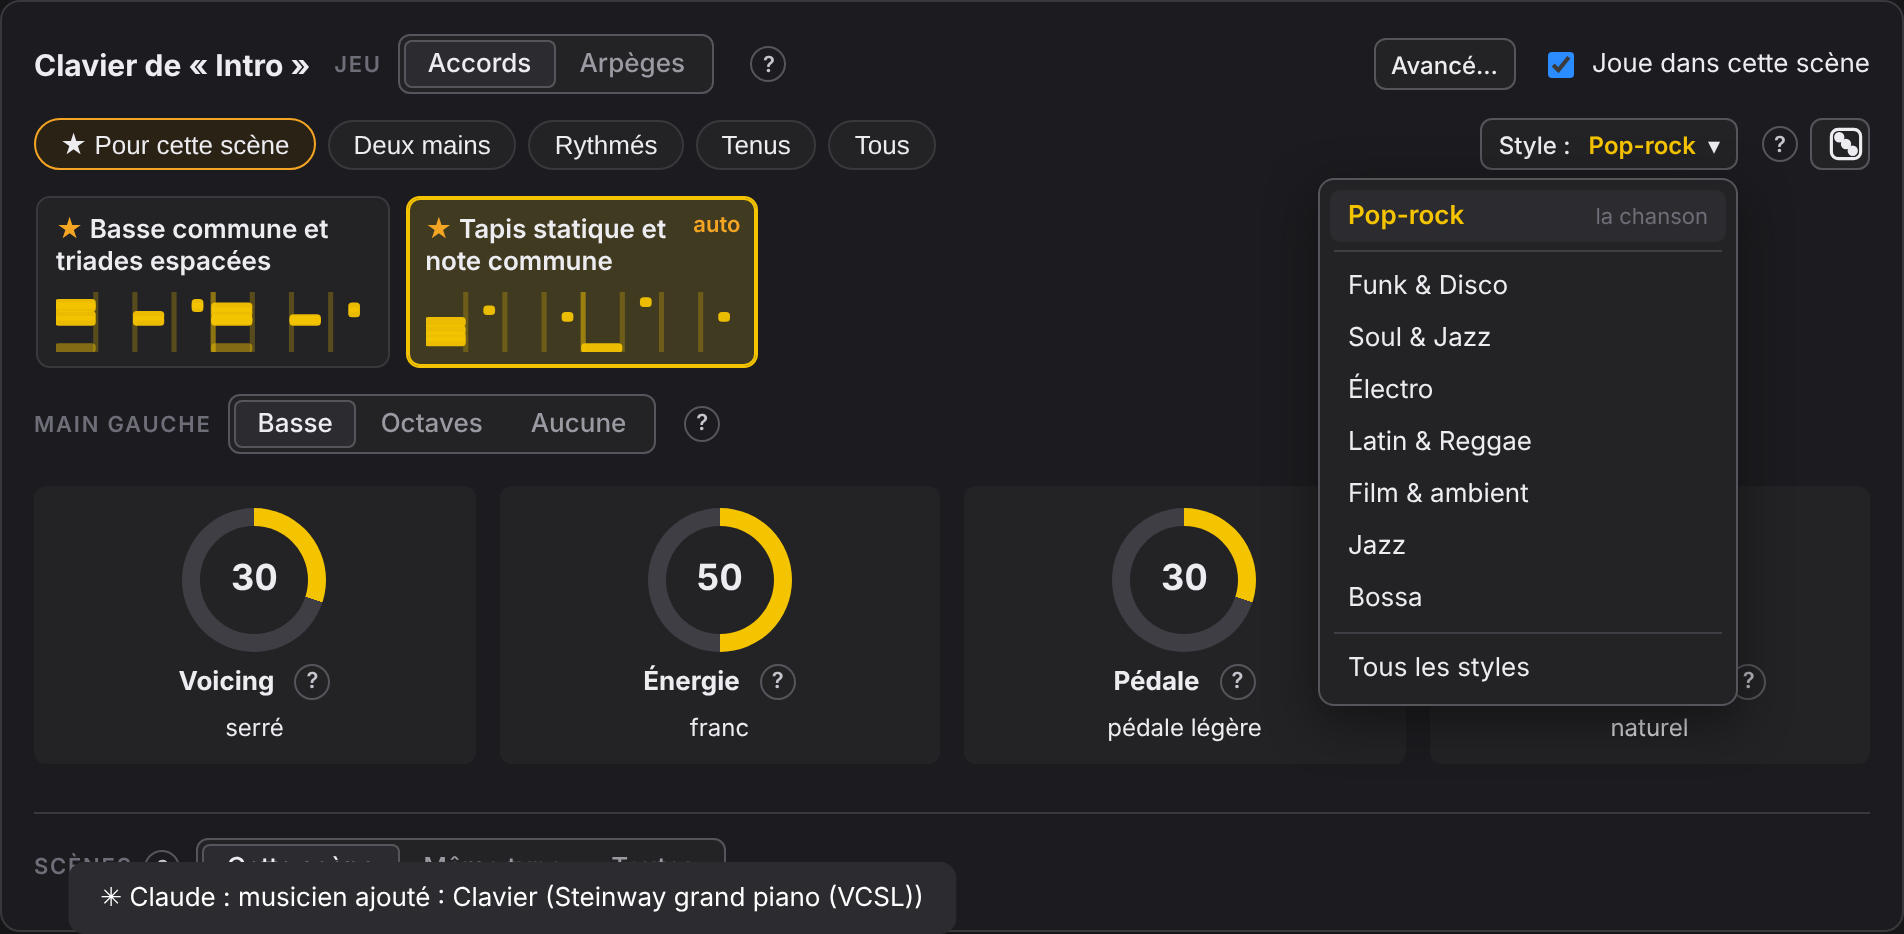 Clavier de « Intro » JEU Accords Arpèges ? Avancé... Joue dans cette scène
★ Pour cette scène Deux mains Rythmés Tenus Tous Style : Pop-rock ▾ ?
★ Basse commune et
triades espacées
★ Tapis statique et auto
note commune
Pop-rock la chanson
Funk & Disco
Soul & Jazz
Électro
Latin & Reggae
Film & ambient
Jazz
Bossa
Tous les styles
MAIN GAUCHE Basse Octaves Aucune ?
30
Voicing ?
serré
50
Énergie ?
franc
30
Pédale ?
pédale légère
?
naturel
✳ Claude : musicien ajouté : Clavier (Steinway grand piano (VCSL))